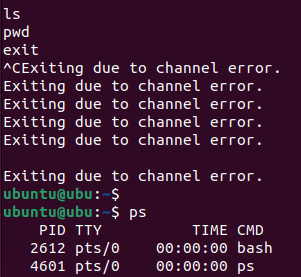 ls
pwd
exit
^CExiting due to channel error.
Exiting due to channel error.
Exiting due to channel error.
Exiting due to channel error.
Exiting due to channel error.

Exiting due to channel error.
ubuntu@ubu:~$
ubuntu@ubu:~$ ps
    PID TTY          TIME CMD
   2612 pts/0    00:00:00 bash
   4601 pts/0    00:00:00 ps